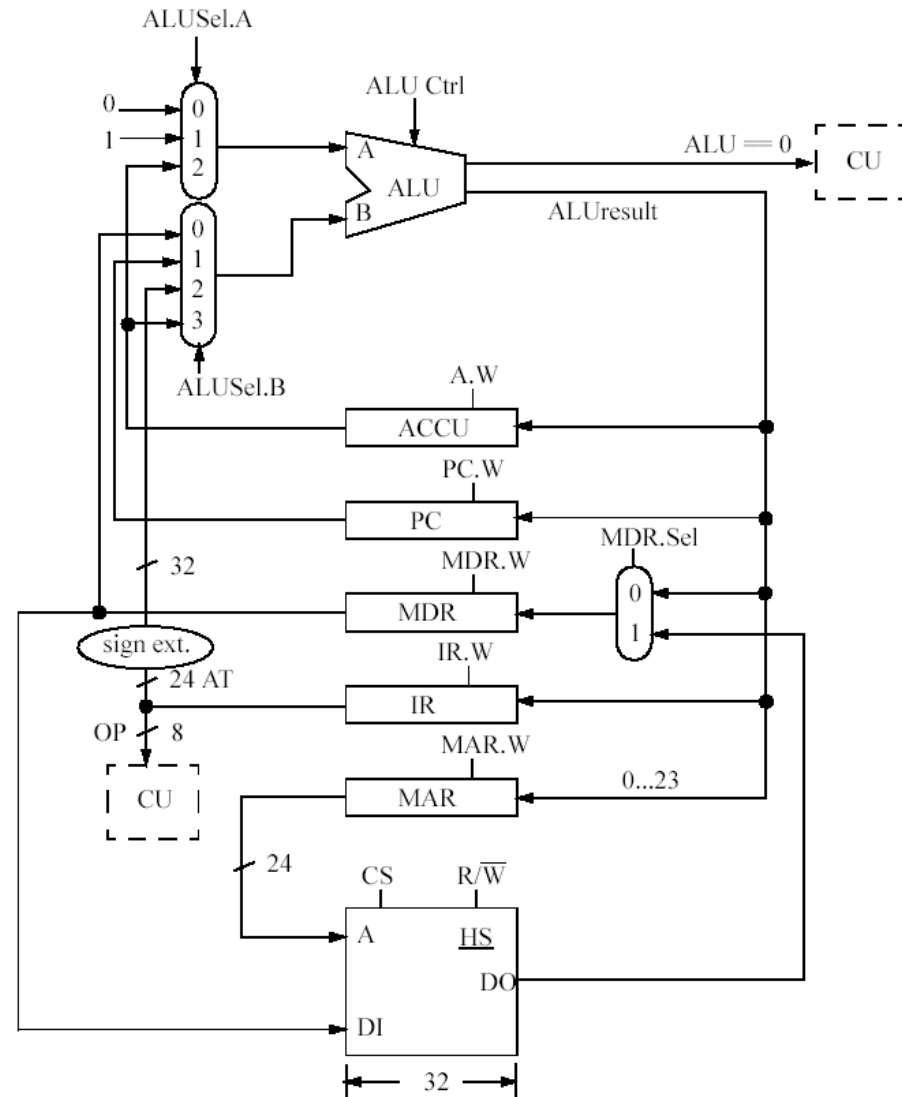 ALUSel.A
ALU Ctrl
0
1
0
1
2
A
ALU
B
ALU == 0
CU
ALUresult
0
1
2
3
ALUSel.B
A.W
ACCU
PC.W
PC
MDR.Sel
32
MDR.W
0
1
MDR
sign ext.
24 AT
IR.W
IR
OP
8
MAR.W
CU
MAR
0...23
24
CS
R/W̅
A
HS
DO
DI
32